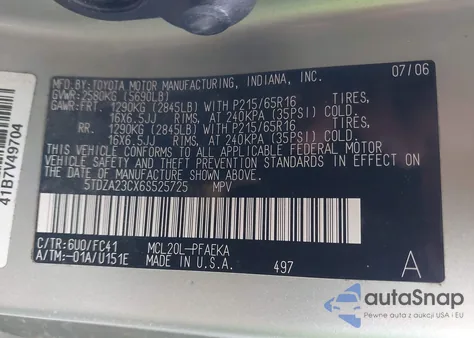 MFD.BY:TOYOTA MOTOR MANUFACTURING, INDIANA, INC.
GVWR:2580KG (5690LB) 07/06
GAWR:FRT. 1290KG (2845LB) WITH P215/65R16 TIRES,
16X6.5JJ RIMS, AT 240KPA (35PSI) COLD.
RR. 1290KG (2845LB) WITH P215/65R16 TIRES,
16X6.5JJ RIMS, AT 240KPA (35PSI) COLD.
THIS VEHICLE CONFORMS TO ALL APPLICABLE FEDERAL MOTOR
VEHICLE SAFETY AND THEFT PREVENTION STANDARDS
IN EFFECT ON THE DATE OF MANUFACTURE SHOWN ABOVE.
5TDZA23CX6S525725 MPV
C/TR:6U0/FC41 MCL20L-PFAEKA
A/TM:-01A/U151E MADE IN U.S.A. 497 A
41B7V49704
autoSnap
Pewne auta z aukcji USA i EU